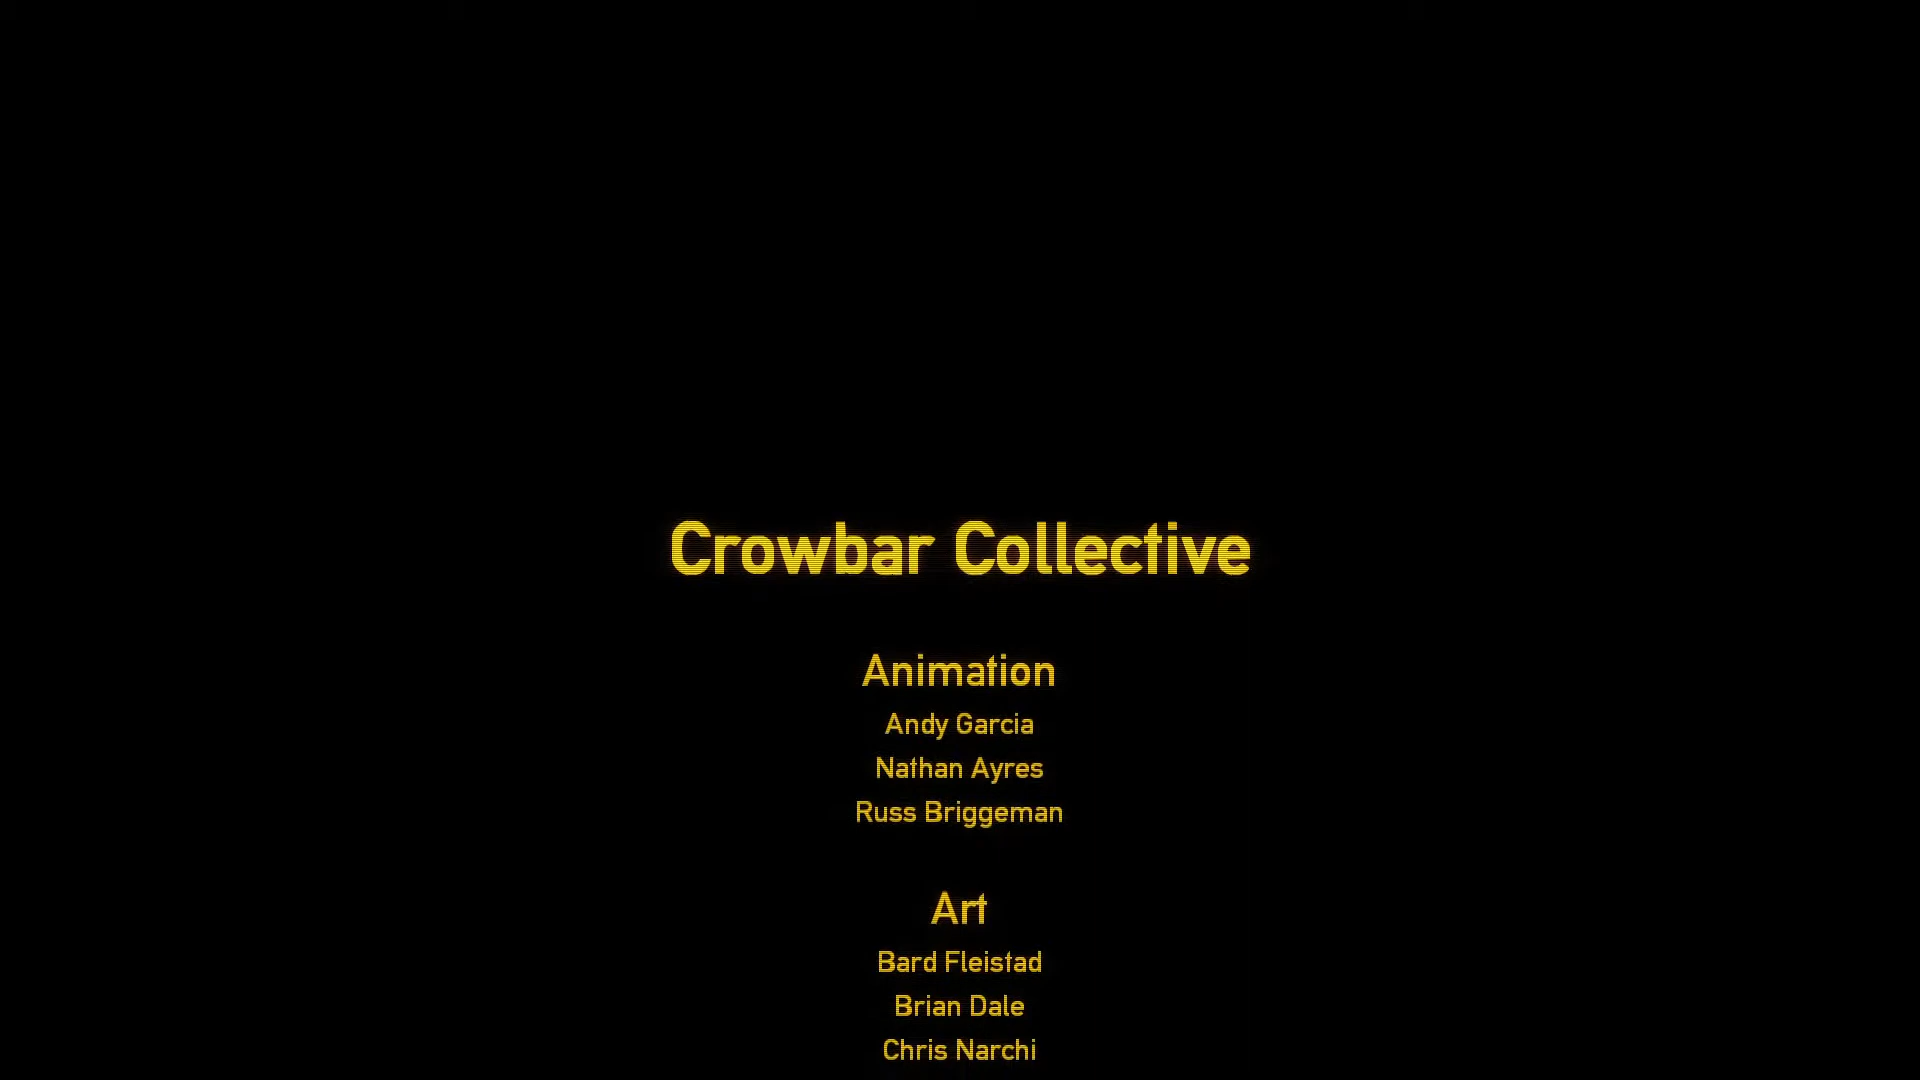 Crowbar Collective
Animation
Andy Garcia
Nathan Ayres
Russ Briggeman
Art
Bard Fleistad
Brian Dale
Chris Narchi